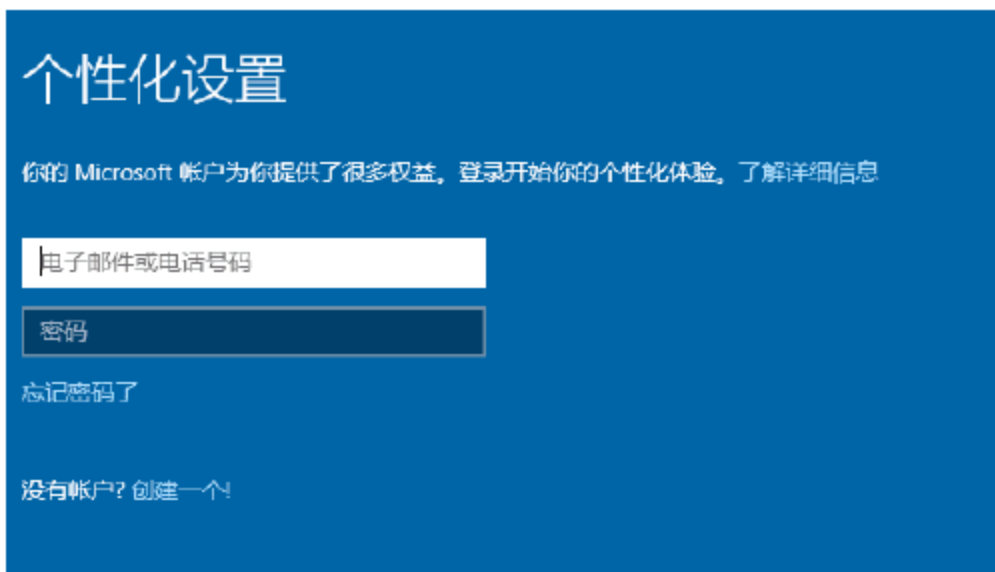 个性化设置
你的 Microsoft 帐户为你提供了很多权益。登录开始你的个性化体验。了解详细信息
电子邮件或电话号码
密码
忘记密码了
没有帐户? 创建一个!